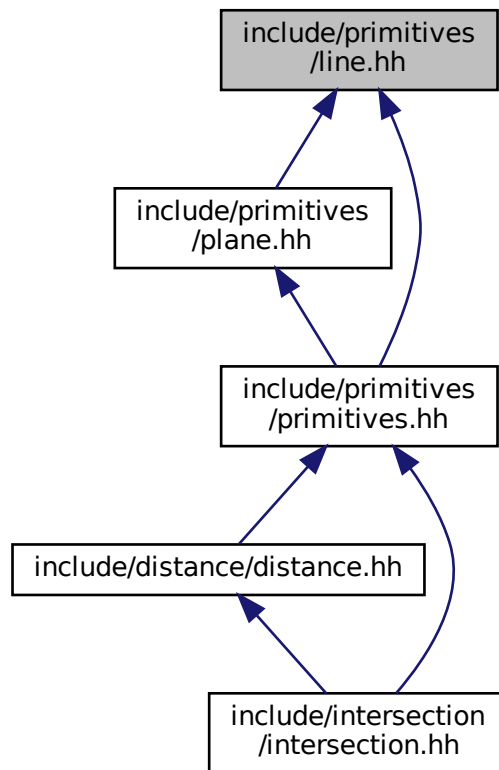 include/primitives
/line.hh
include/primitives
/plane.hh
include/primitives
/primitives.hh
include/distance/distance.hh
include/intersection
/intersection.hh